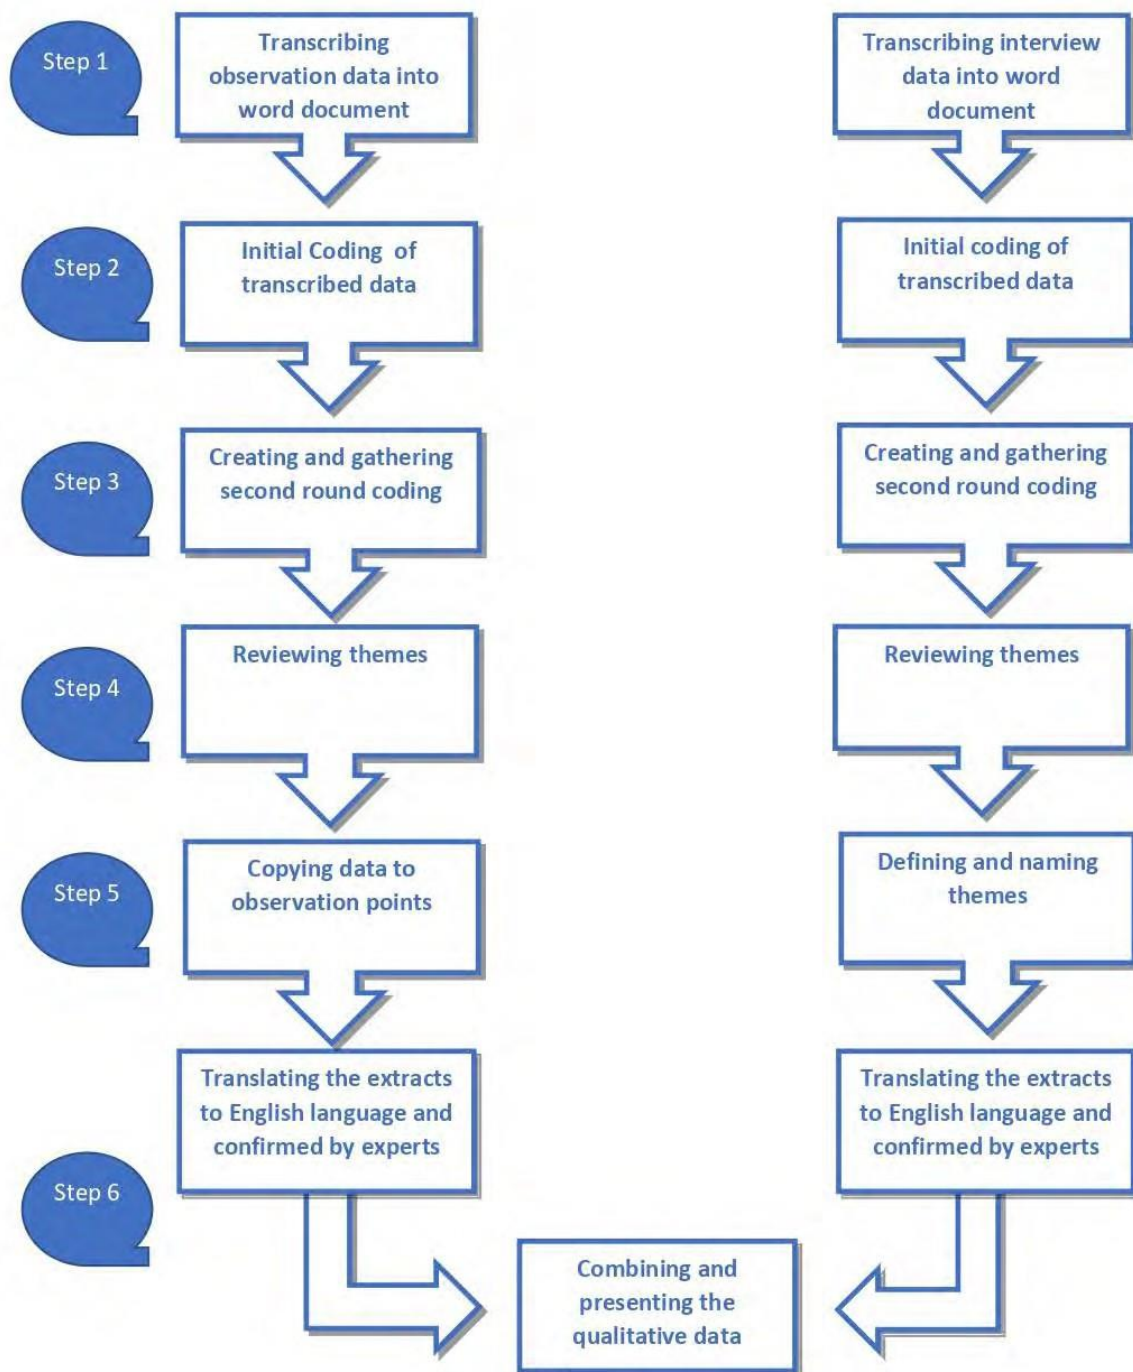 Step 1
Transcribing
observation data into
word document
Transcribing interview
data into word
document
Step 2
Initial Coding of
transcribed data
Initial coding of
transcribed data
Step 3
Creating and gathering
second round coding
Creating and gathering
second round coding
Step 4
Reviewing themes
Reviewing themes
Step 5
Copying data to
observation points
Defining and naming
themes
Step 6
Translating the extracts
to English language and
confirmed by experts
Translating the extracts
to English language and
confirmed by experts
Combining and
presenting the
qualitative data